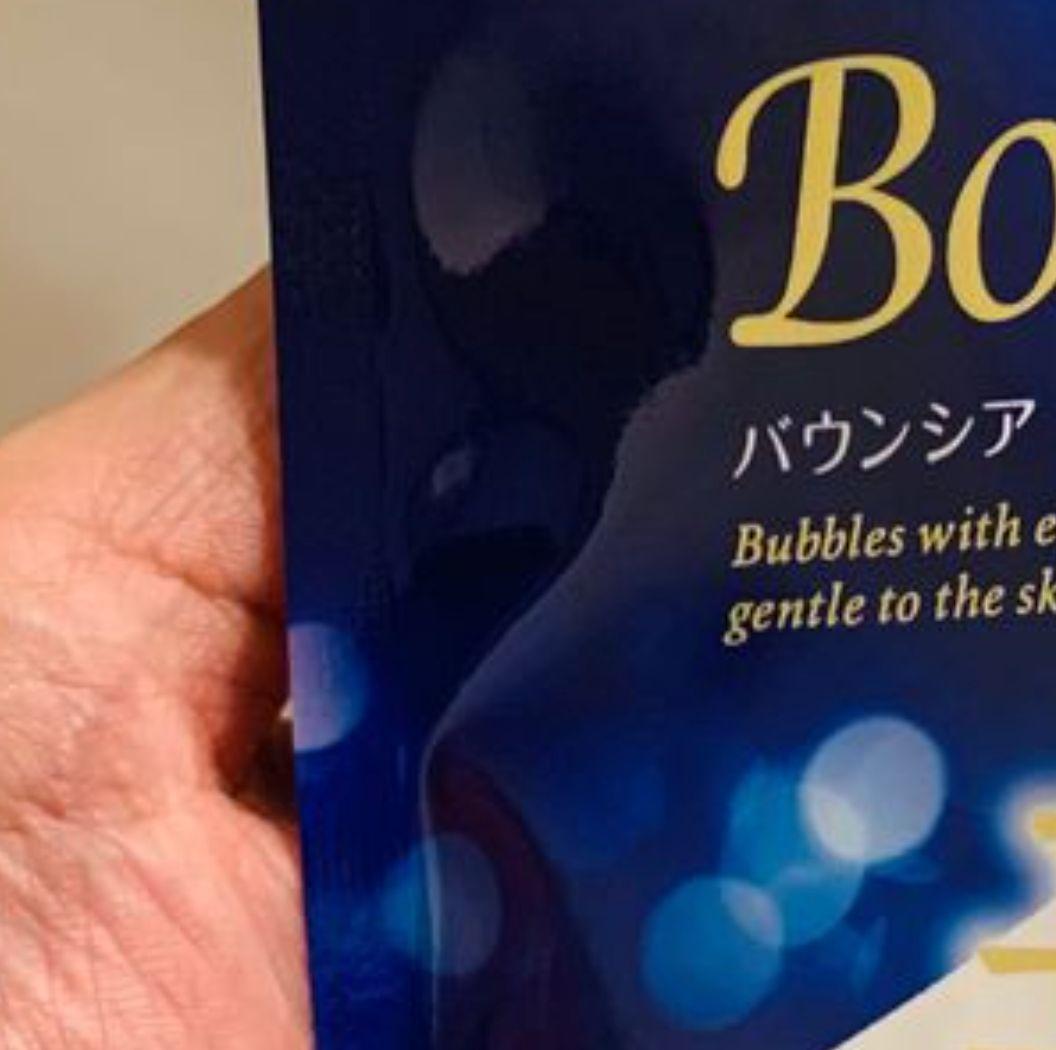 Bo
バウンシア
Bubbles with e
gentle to the sk